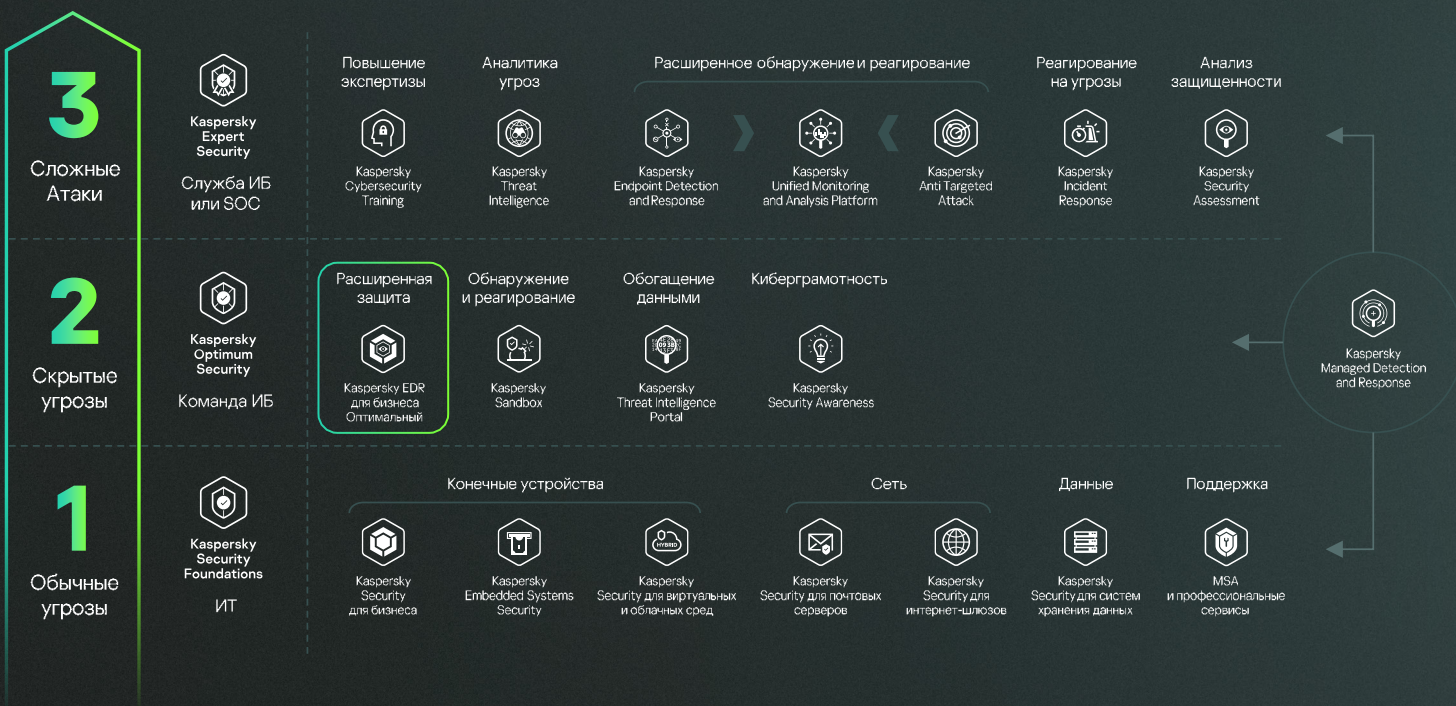 3
Сложные
Атаки
Kaspersky
Expert
Security
Служба ИБ
или SOC
Повышение
экспертизы
Kaspersky
Cybersecurity
Training
Аналитика
угроз
Kaspersky
Threat
Intelligence
Расширенное обнаружение и реагирование
Kaspersky
Endpoint Detection
and Response
Kaspersky
Unified Monitoring
and Analysis Platform
Kaspersky
Anti Targeted
Attack
Реагирование
на угрозы
Kaspersky
Incident
Response
Анализ
защищенности
Kaspersky
Security
Assessment
2
Скрытые
угрозы
Kaspersky
Optimum
Security
Команда ИБ
Расширенная
защита
Kaspersky EDR
для бизнеса
Оптимальный
Обнаружение
и реагирование
Kaspersky
Sandbox
Обогащение
данными
Kaspersky
Threat Intelligence
Portal
Киберграмотность
Kaspersky
Security Awareness
Kaspersky
Managed Detection
and Response
1
Обычные
угрозы
Kaspersky
Security
Foundations
ИТ
Конечные устройства
Kaspersky
Security
для бизнеса
Kaspersky
Embedded Systems
Security
HYBRID
Kaspersky
Security для виртуальных
и облачных сред
Сеть
Kaspersky
Security для почтовых
серверов
Kaspersky
Security для
интернет-шлюзов
Данные
Kaspersky
Security для систем
хранения данных
Поддержка
MSA
и профессиональные
сервисы